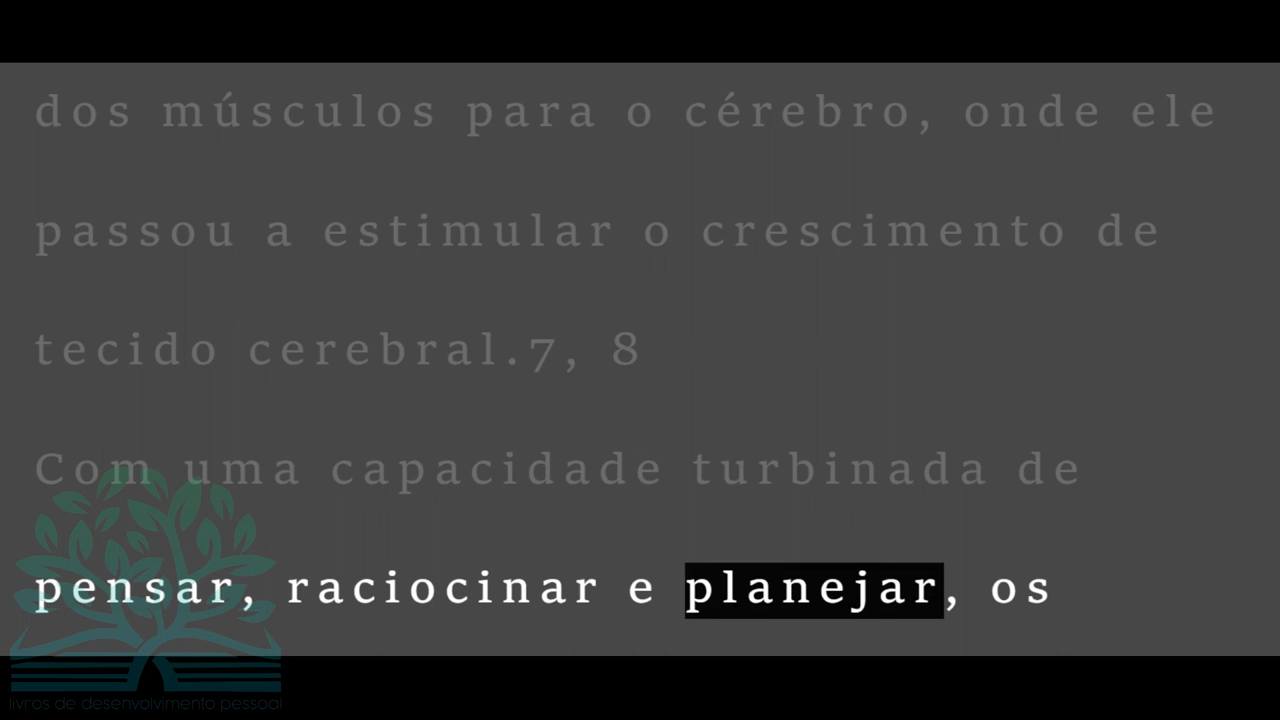 dos músculos para o cérebro, onde ele
passou a estimular o crescimento de
tecido cerebral.7, 8
Com uma capacidade turbinada de
pensar, raciocinar e planejar, os
livros de desenvolvimento pessoal